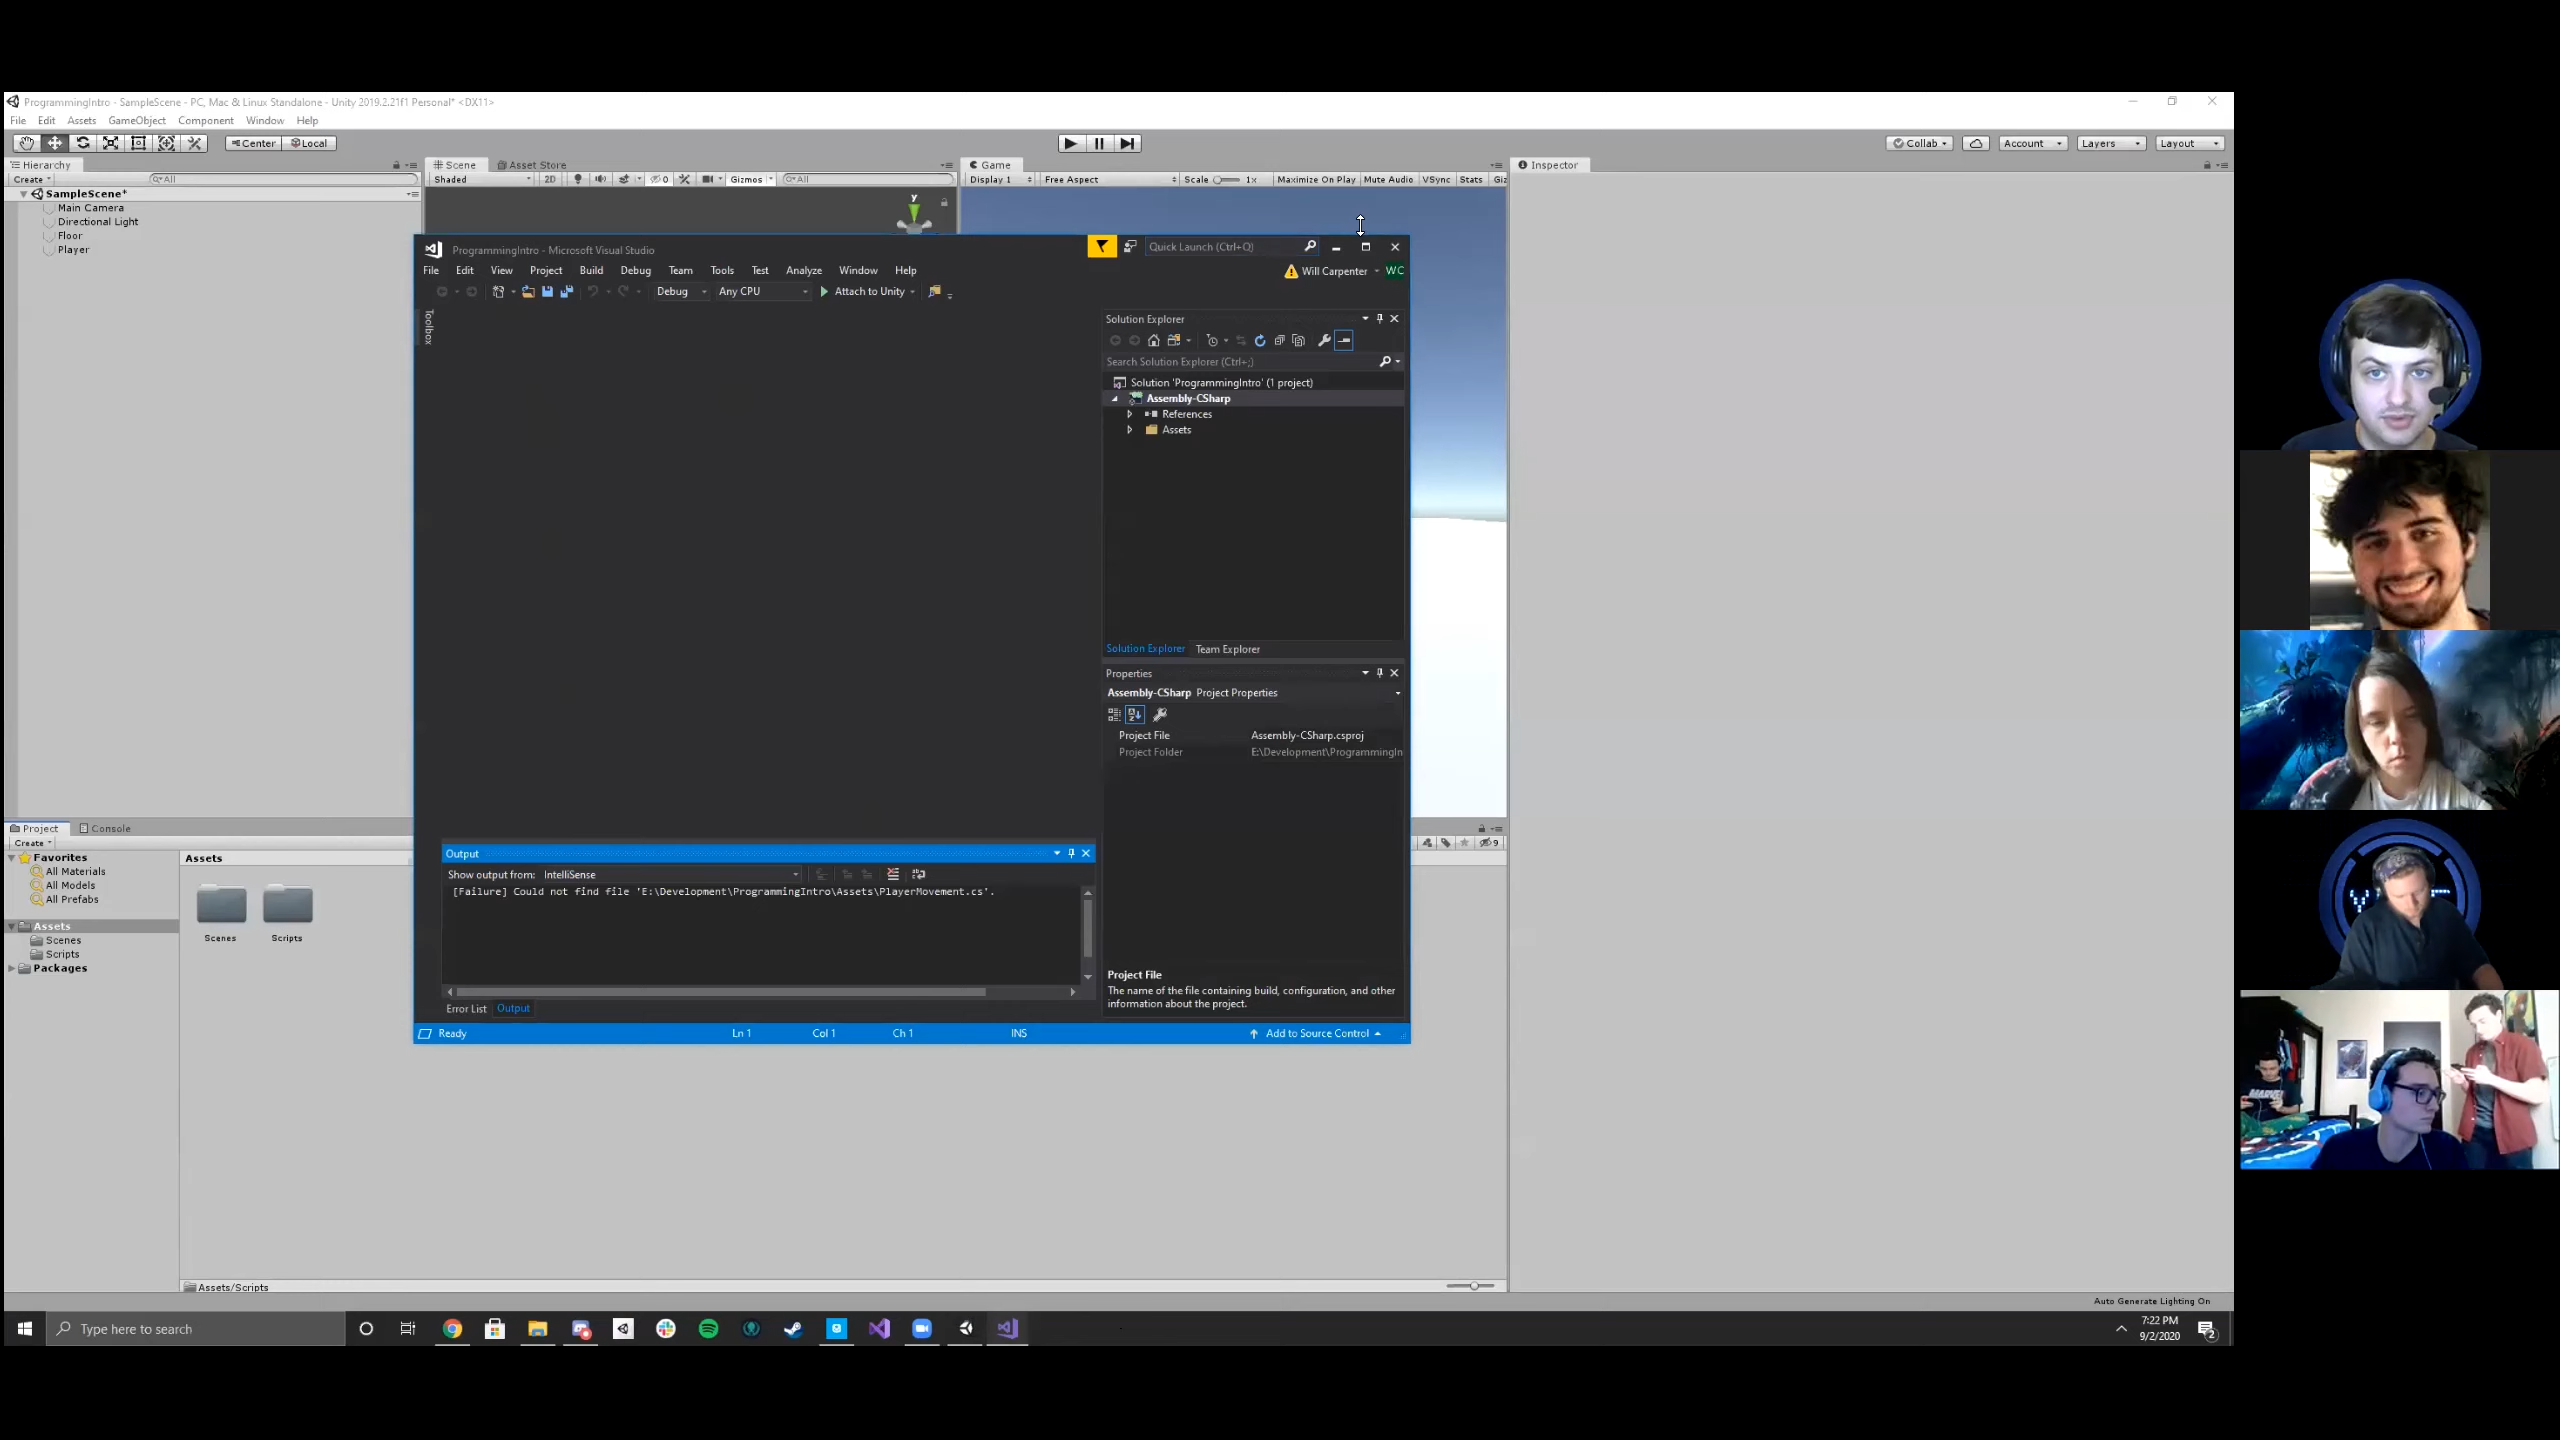 ProgrammingIntro - SampleScene - PC, Mac & Linux Standalone - Unity 2019.2.21f1 Personal* <DX11>
File Edit Assets GameObject Component Window Help
Center Local
Collab Account Layers Layout
Hierarchy
Scene Asset Store
Game
Inspector
Create All
Shaded 2D 0 Gizmos All
Display 1 Free Aspect Scale 1x Maximize On Play Mute Audio VSync Stats Giz
SampleScene*
Main Camera
Directional Light
Floor
Player
y
ProgrammingIntro - Microsoft Visual Studio
Quick Launch (Ctrl+Q)
File Edit View Project Build Debug Team Tools Test Analyze Window Help
Will Carpenter WC
Debug Any CPU Attach to Unity
Toolbox
Solution Explorer
Search Solution Explorer (Ctrl+;)
Solution 'ProgrammingIntro' (1 project)
Assembly-CSharp
References
Assets
Solution Explorer Team Explorer
Properties
Assembly-CSharp Project Properties
Project File Assembly-CSharp.csproj
Project Folder E:\Development\ProgrammingIn
Project File
The name of the file containing build, configuration, and other
information about the project.
Output
Show output from: IntelliSense
[Failure] Could not find file 'E:\Development\ProgrammingIntro\Assets\PlayerMovement.cs'.
Error List Output
Ready Ln 1 Col 1 Ch 1 INS Add to Source Control
Project Console
Create
9
Favorites
All Materials
All Models
All Prefabs
Assets
Scenes
Scripts
Packages
Assets
Scenes Scripts
Assets/Scripts
Auto Generate Lighting On
Type here to search
7:22 PM
9/2/2020
2
MARVEL